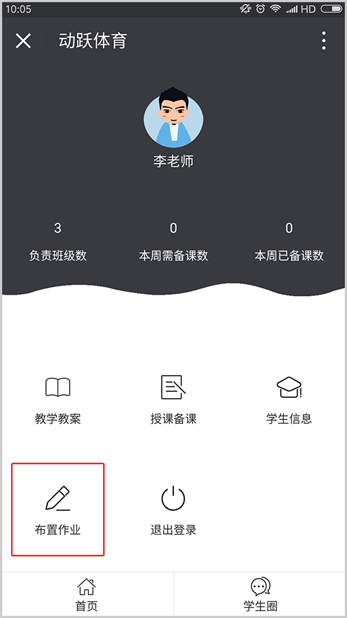 10:05 HD
动跃体育
李老师
3 0 0
负责班级数 本周需备课数 本周已备课数
教学教案 授课备课 学生信息
布置作业 退出登录
首页 学生圈